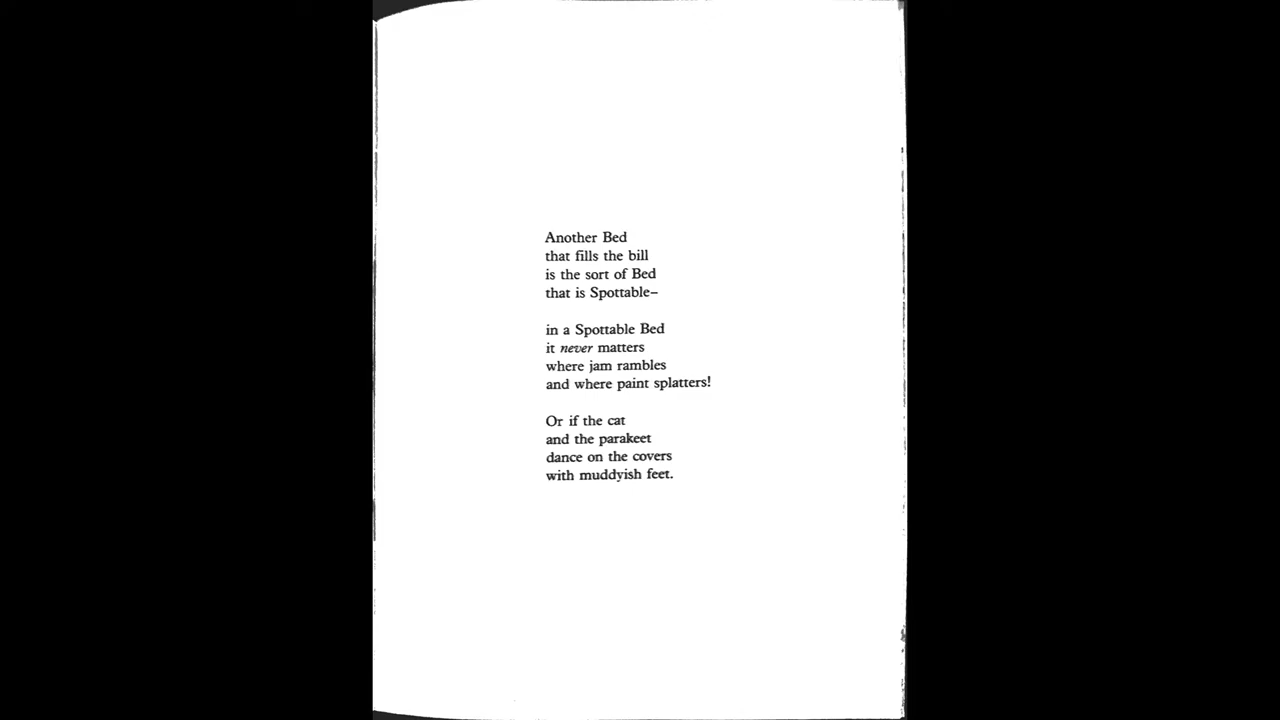 Another Bed
that fills the bill
is the sort of Bed
that is Spottable–
in a Spottable Bed
it never matters
where jam rambles
and where paint splatters!
Or if the cat
and the parakeet
dance on the covers
with muddyish feet.